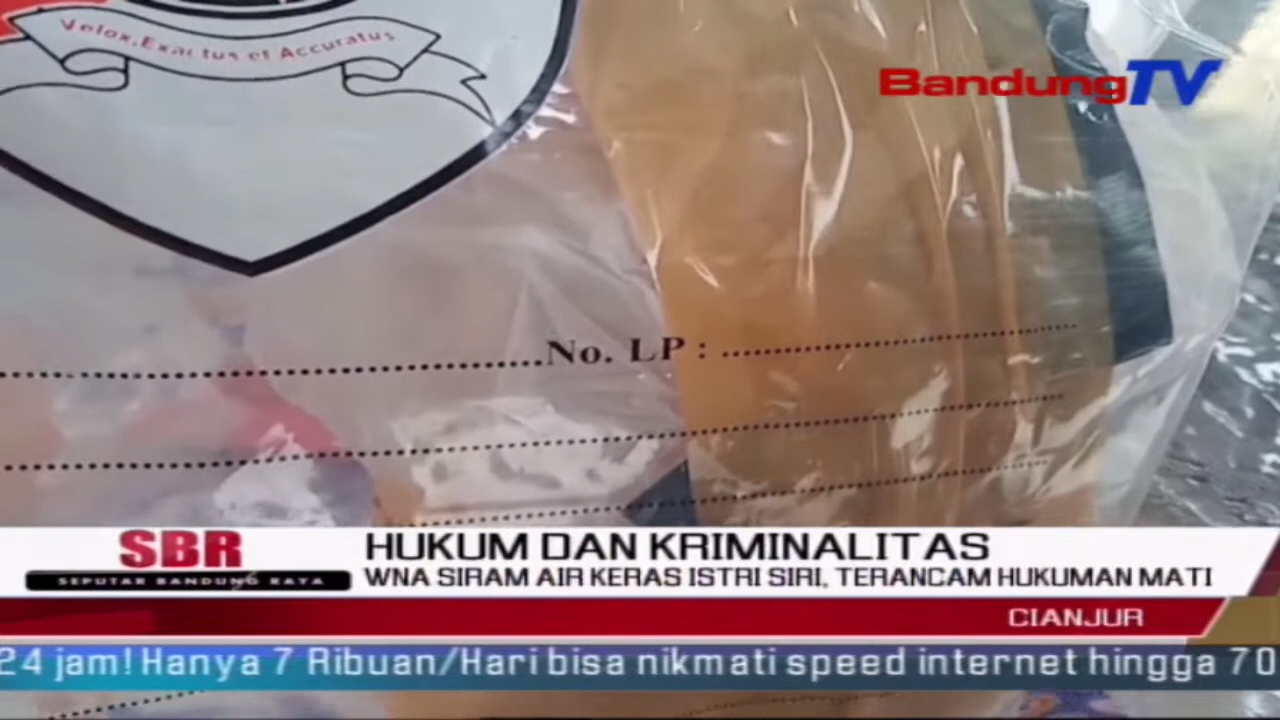 Velox, Exactus et Accuratus
BandungTV
No. LP :
SBR
SEPUTAR BANDUNG RAYA
HUKUM DAN KRIMINALITAS
WNA SIRAM AIR KERAS ISTRI SIRI, TERANCAM HUKUMAN MATI
CIANJUR
24 jam! Hanya 7 Ribuan/Hari bisa nikmati speed internet hingga 70